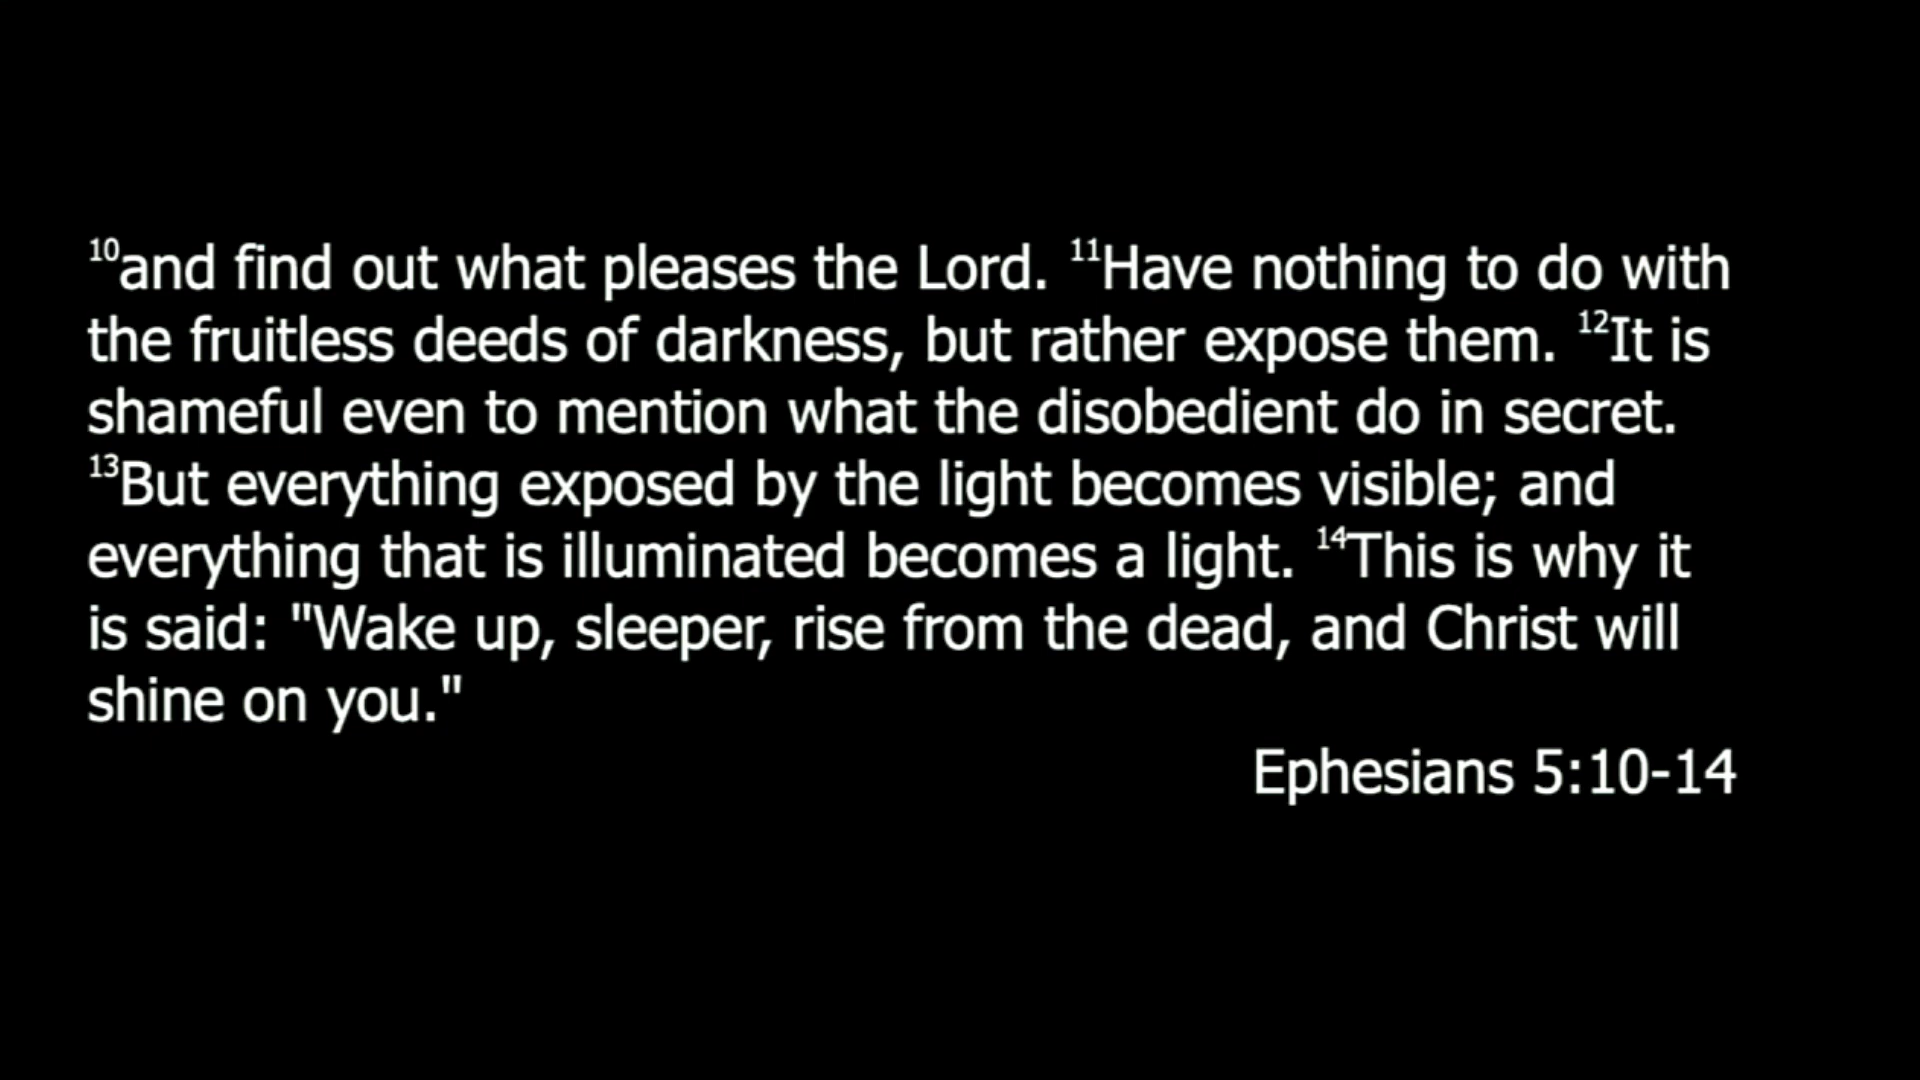 ¹⁰and find out what pleases the Lord. ¹¹Have nothing to do with
the fruitless deeds of darkness, but rather expose them. ¹²It is
shameful even to mention what the disobedient do in secret.
¹³But everything exposed by the light becomes visible; and
everything that is illuminated becomes a light. ¹⁴This is why it
is said: "Wake up, sleeper, rise from the dead, and Christ will
shine on you."
Ephesians 5:10-14